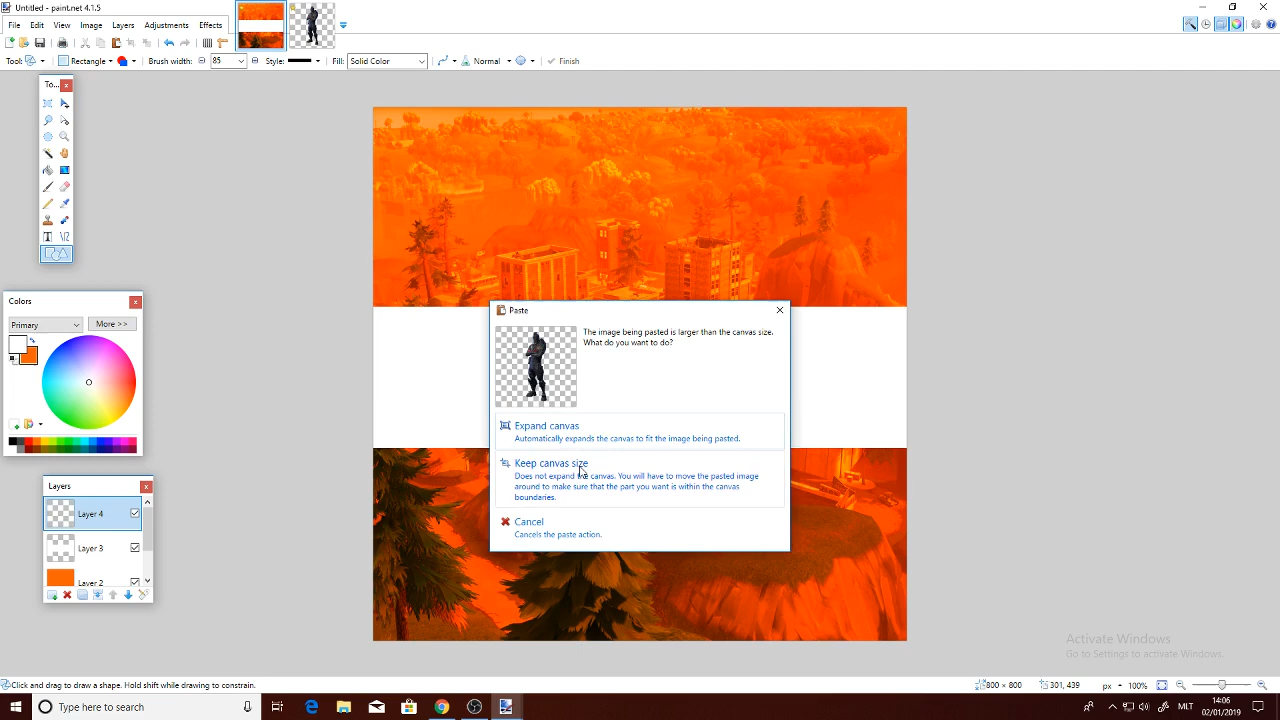 Untitled - paint.net 4.1.5
File Edit View Image Layers Adjustments Effects
Tool: Rectangle Brush width: 85 Style: Fill: Solid Color Normal Finish
To...
Colors
Primary More >>
Paste
The image being pasted is larger than the canvas size.
What do you want to do?
Expand canvas
Automatically expands the canvas to fit the image being pasted.
Keep canvas size
Does not expand the canvas. You will have to move the pasted image
around to make sure that the part you want is within the canvas
boundaries.
Cancel
Cancels the paste action.
Layers
Layer 4
Layer 3
Layer 2
Activate Windows
Go to Settings to activate Windows.
Click and drag to draw a shape. Hold shift while drawing to constrain. 800 × 800 301, 439 px 100%
Type here to search MLT 14:06
02/01/2019